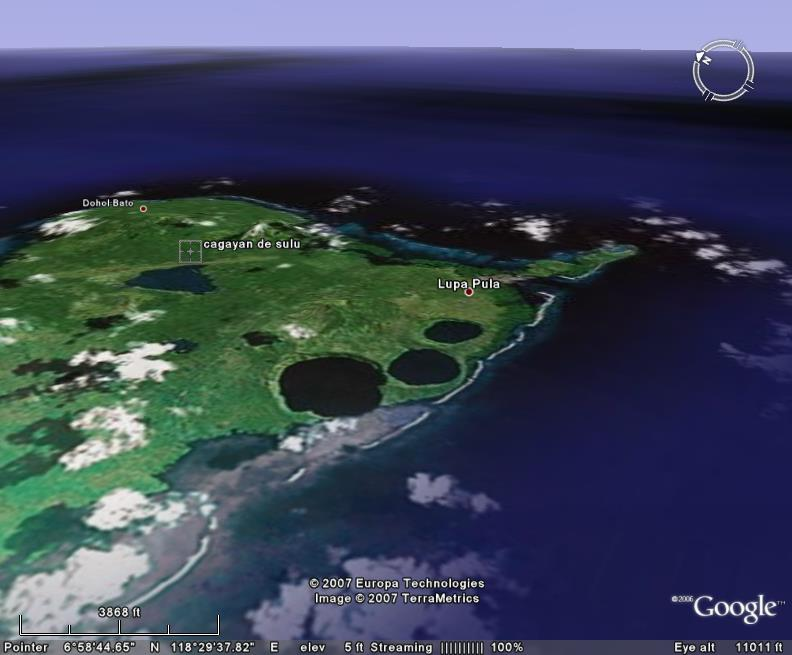 N
Dohol Bato
cagayan de sulu
Lupa Pula
© 2007 Europa Technologies
Image © 2007 TerraMetrics
©2006 Google™
3868 ft
Pointer 6°58'44.65" N 118°29'37.82" E elev 5 ft Streaming |||||||||| 100% Eye alt 11011 ft